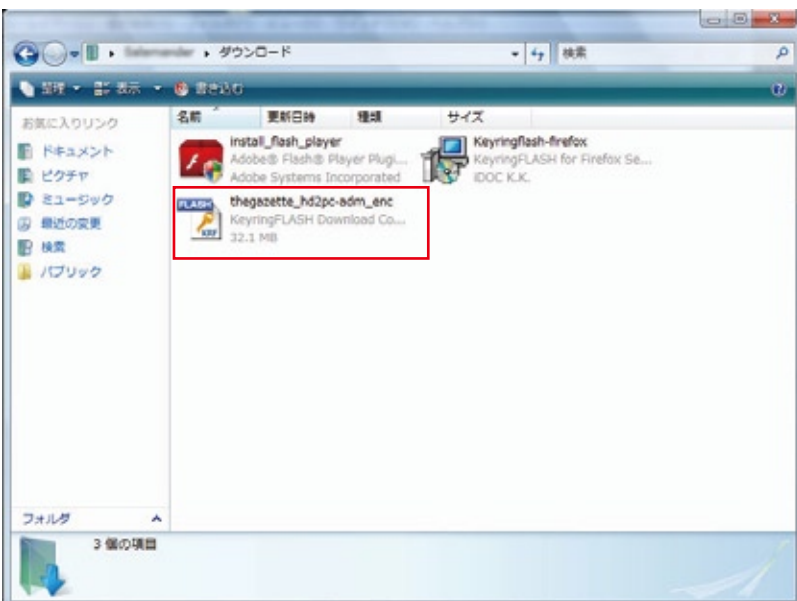 ダウンロード
検索
整理 表示 書き込む
お気に入りリンク
ドキュメント
ピクチャ
ミュージック
最近の変更
検索
パブリック
フォルダ
名前 更新日時 種類 サイズ
install_flash_player
Adobe® Flash® Player Plugi...
Adobe Systems Incorporated
Keyringflash-firefox
KeyringFLASH for Firefox Se...
iDOC K.K.
FLASH
KRF
thegazette_hd2pc-adm_enc
KeyringFLASH Download Co...
32.1 MB
3 個の項目